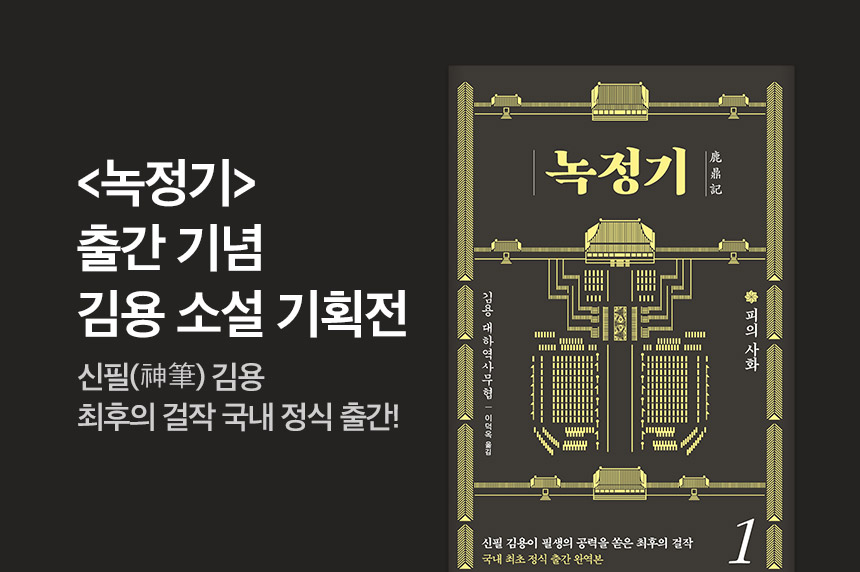 <녹정기>
출간 기념
김용 소설 기획전
신필(神筆) 김용
최후의 걸작 국내 정식 출간!
녹정기
鹿鼎記
피의 사화
김용 대하역사무협 — 이덕옥 옮김
신필 김용이 필생의 공력을 쏟은 최후의 걸작
국내 최초 정식 출간 완역본
1